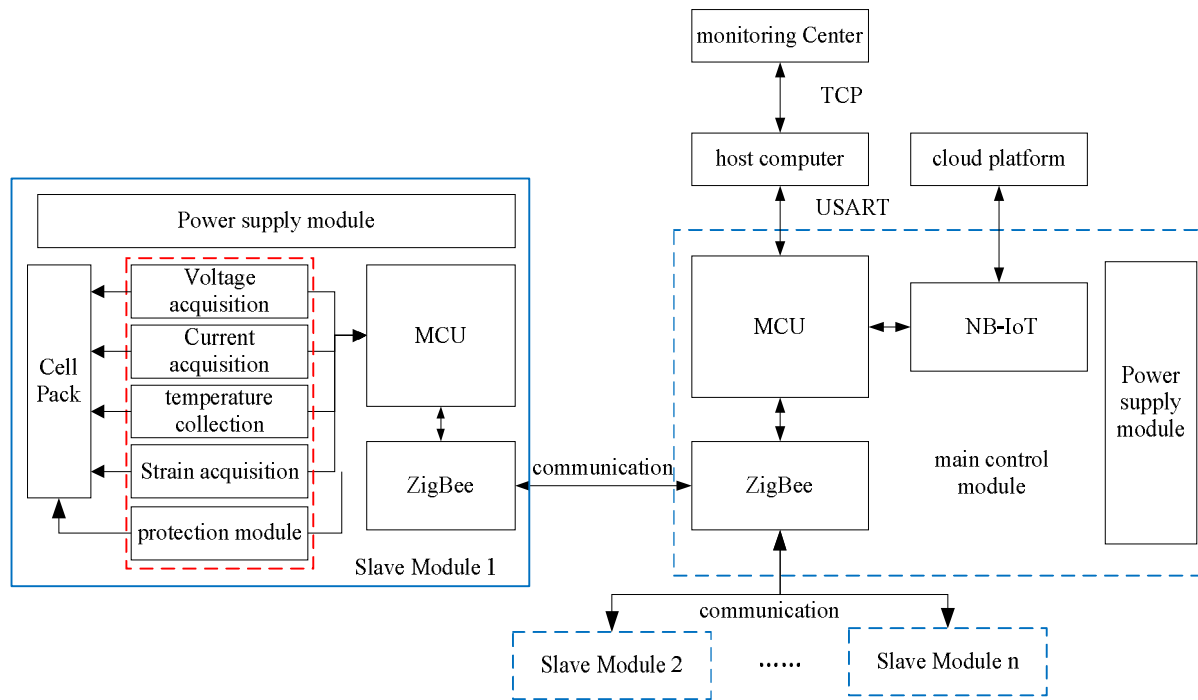 monitoring Center
TCP
host computer
cloud platform
USART
Power supply module
Voltage
acquisition
Current
acquisition
temperature
collection
Strain acquisition
protection module
Cell
Pack
MCU
ZigBee
Slave Module 1
communication
MCU
NB-IoT
ZigBee
main control
module
Power
supply
module
communication
Slave Module 2
......
Slave Module n